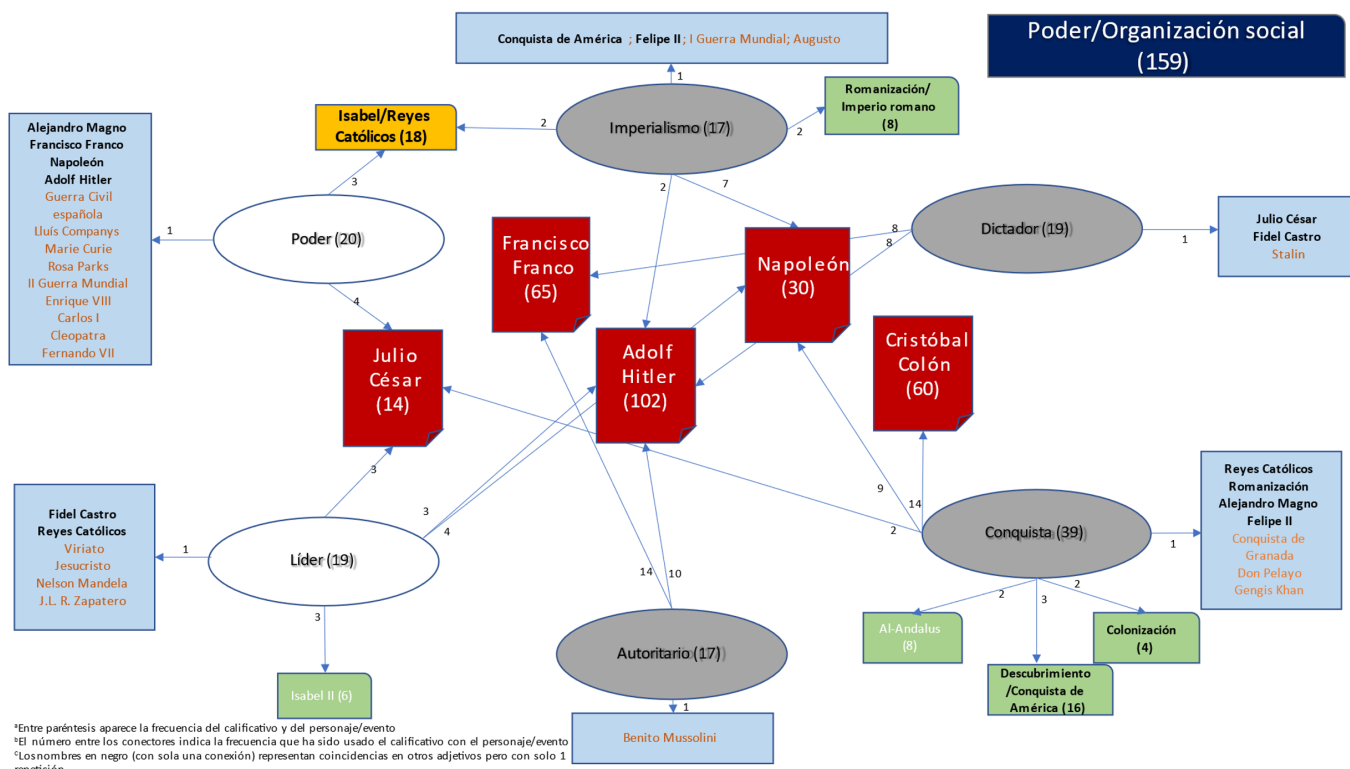 Poder/Organización social
(159)
Conquista de América ; Felipe II; I Guerra Mundial; Augusto
1
Imperialismo (17)
Romanización/
Imperio romano
(8)
2
Isabel/Reyes
Católicos (18)
2
3
2
7
Alejandro Magno
Francisco Franco
Napoleón
Adolf Hitler
Guerra Civil
española
Lluís Companys
Marie Curie
Rosa Parks
II Guerra Mundial
Enrique VIII
Carlos I
Cleopatra
Fernando VII
1
Poder (20)
4
Francisco
Franco
(65)
Napoleón
(30)
8
8
Dictador (19)
1
Julio César
Fidel Castro
Stalin
Julio
César
(14)
Adolf
Hitler
(102)
Cristóbal
Colón
(60)
3
3
4
9
14
2
Fidel Castro
Reyes Católicos
Viriato
Jesucristo
Nelson Mandela
J.L. R. Zapatero
1
Líder (19)
3
Isabel II (6)
14
10
Autoritario (17)
1
Benito Mussolini
Conquista (39)
1
Reyes Católicos
Romanización
Alejandro Magno
Felipe II
Conquista de
Granada
Don Pelayo
Gengis Khan
2
3
2
Al-Andalus
(8)
Descubrimiento
/Conquista de
América (16)
Colonización
(4)
ᵃEntre paréntesis aparece la frecuencia del calificativo y del personaje/evento
ᵇEl número entre los conectores indica la frecuencia que ha sido usado el calificativo con el personaje/evento
ᶜLosnombres en negro (con sola una conexión) representan coincidencias en otros adjetivos pero con solo 1
repetición